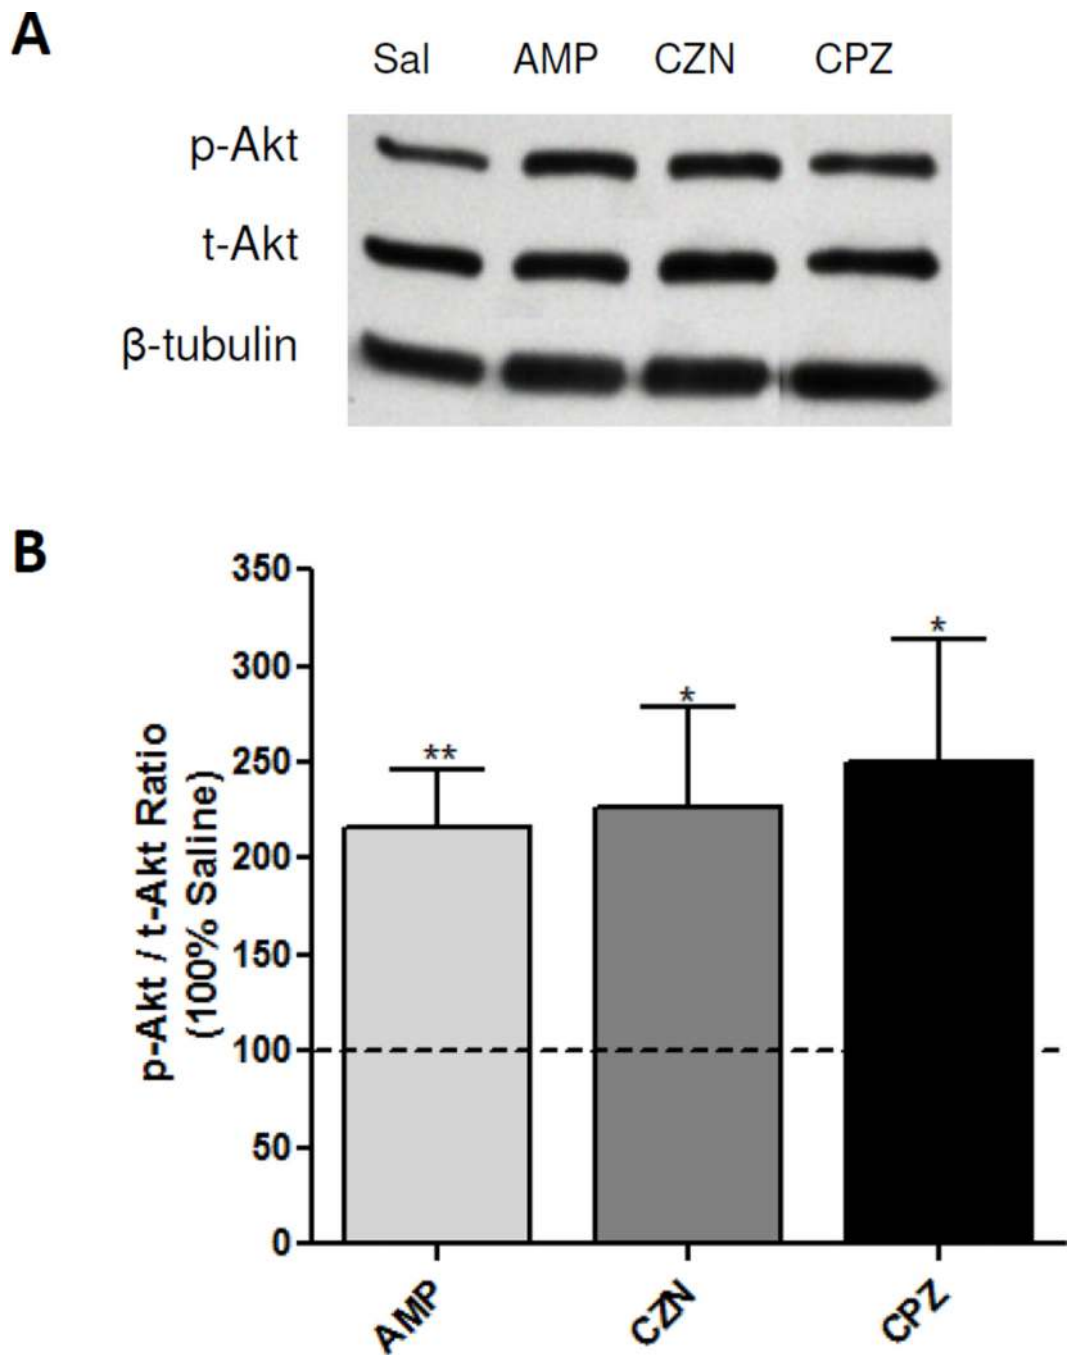 A
Sal AMP CZN CPZ
p-Akt
t-Akt
β-tubulin
B
p-Akt / t-Akt Ratio
(100% Saline)
350
300
250
200
150
100
50
0
**
*
*
AMP CZN CPZ